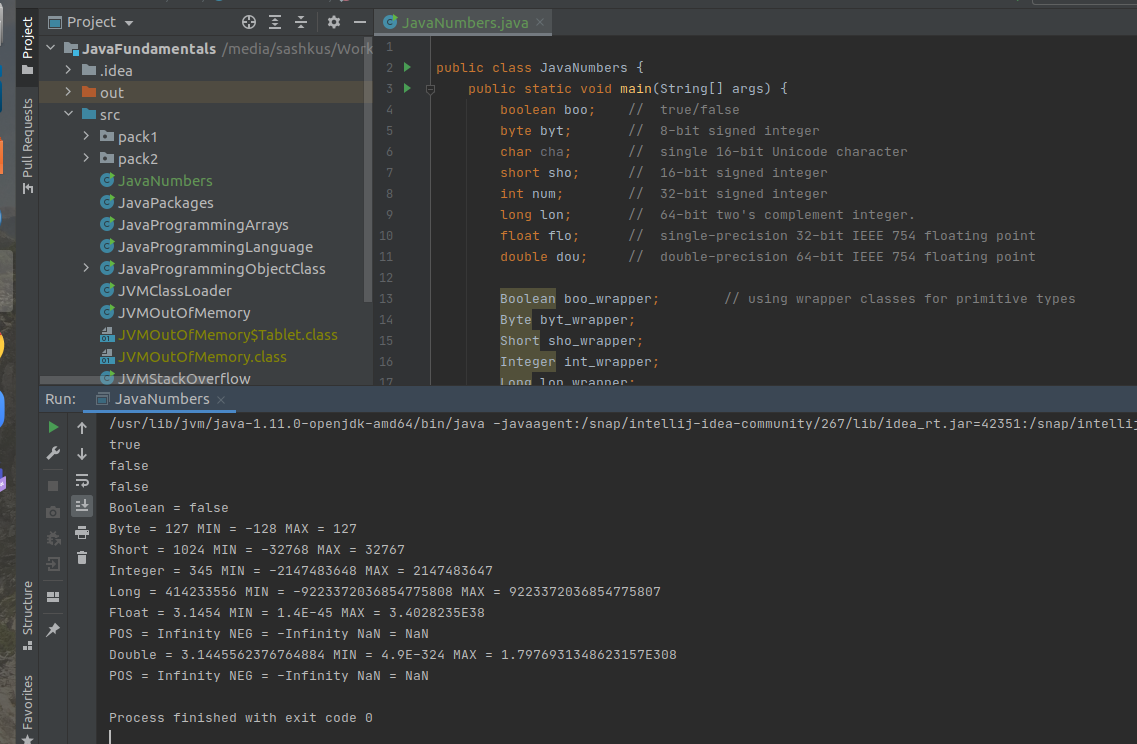 Project
JavaNumbers.java
JavaFundamentals /media/sashkus/Work
.idea
out
src
pack1
pack2
JavaNumbers
JavaPackages
JavaProgrammingArrays
JavaProgrammingLanguage
JavaProgrammingObjectClass
JVMClassLoader
JVMOutOfMemory
JVMOutOfMemory$Tablet.class
JVMOutOfMemory.class
JVMStackOverflow
Project
Pull Requests
Structure
Favorites
1
2 public class JavaNumbers {
3 public static void main(String[] args) {
4 boolean boo; // true/false
5 byte byt; // 8-bit signed integer
6 char cha; // single 16-bit Unicode character
7 short sho; // 16-bit signed integer
8 int num; // 32-bit signed integer
9 long lon; // 64-bit two's complement integer.
10 float flo; // single-precision 32-bit IEEE 754 floating point
11 double dou; // double-precision 64-bit IEEE 754 floating point
12
13 Boolean boo_wrapper; // using wrapper classes for primitive types
14 Byte byt_wrapper;
15 Short sho_wrapper;
16 Integer int_wrapper;
17 Long lon_wrapper;
Run: JavaNumbers
/usr/lib/jvm/java-1.11.0-openjdk-amd64/bin/java -javaagent:/snap/intellij-idea-community/267/lib/idea_rt.jar=42351:/snap/intellij
true
false
false
Boolean = false
Byte = 127 MIN = -128 MAX = 127
Short = 1024 MIN = -32768 MAX = 32767
Integer = 345 MIN = -2147483648 MAX = 2147483647
Long = 414233556 MIN = -9223372036854775808 MAX = 9223372036854775807
Float = 3.1454 MIN = 1.4E-45 MAX = 3.4028235E38
POS = Infinity NEG = -Infinity NaN = NaN
Double = 3.1445562376764884 MIN = 4.9E-324 MAX = 1.7976931348623157E308
POS = Infinity NEG = -Infinity NaN = NaN
Process finished with exit code 0